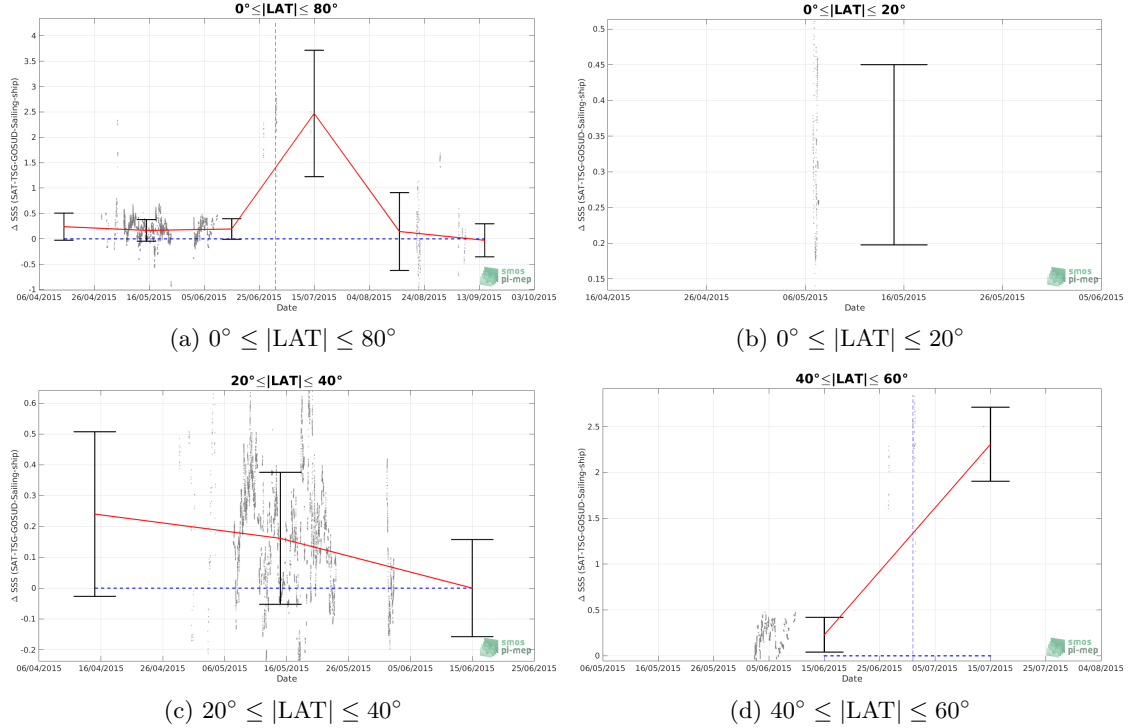 0°≤|LAT|≤ 80°
Δ SSS (SAT-TSG-GOSUD-Sailing-ship)
4
3.5
3
2.5
2
1.5
1
0.5
0
-0.5
-1
06/04/2015 26/04/2015 16/05/2015 05/06/2015 25/06/2015 15/07/2015 04/08/2015 24/08/2015 13/09/2015 03/10/2015
Date
smos
pi-mep
(a) 0° ≤ |LAT| ≤ 80°
0°≤|LAT|≤ 20°
Δ SSS (SAT-TSG-GOSUD-Sailing-ship)
0.5
0.45
0.4
0.35
0.3
0.25
0.2
0.15
16/04/2015 26/04/2015 06/05/2015 16/05/2015 26/05/2015 05/06/2015
Date
smos
pi-mep
(b) 0° ≤ |LAT| ≤ 20°
20°≤|LAT|≤ 40°
Δ SSS (SAT-TSG-GOSUD-Sailing-ship)
0.6
0.5
0.4
0.3
0.2
0.1
0
-0.1
-0.2
06/04/2015 16/04/2015 26/04/2015 06/05/2015 16/05/2015 26/05/2015 05/06/2015 15/06/2015 25/06/2015
Date
smos
pi-mep
(c) 20° ≤ |LAT| ≤ 40°
40°≤|LAT|≤ 60°
Δ SSS (SAT-TSG-GOSUD-Sailing-ship)
2.5
2
1.5
1
0.5
0
06/05/2015 16/05/2015 26/05/2015 05/06/2015 15/06/2015 25/06/2015 05/07/2015 15/07/2015 25/07/2015 04/08/2015
Date
smos
pi-mep
(d) 40° ≤ |LAT| ≤ 60°